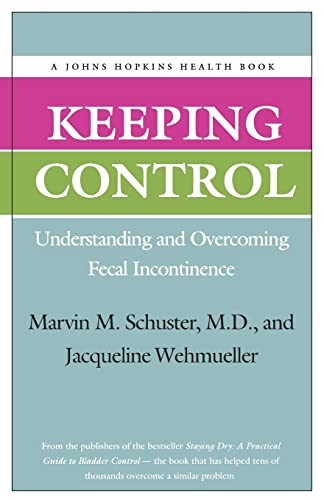 A JOHNS HOPKINS HEALTH BOOK
KEEPING
CONTROL
Understanding and Overcoming
Fecal Incontinence
Marvin M. Schuster, M.D., and
Jacqueline Wehmueller
From the publishers of the bestseller Staying Dry: A Practical
Guide to Bladder Control — the book that has helped tens of
thousands overcome a similar problem